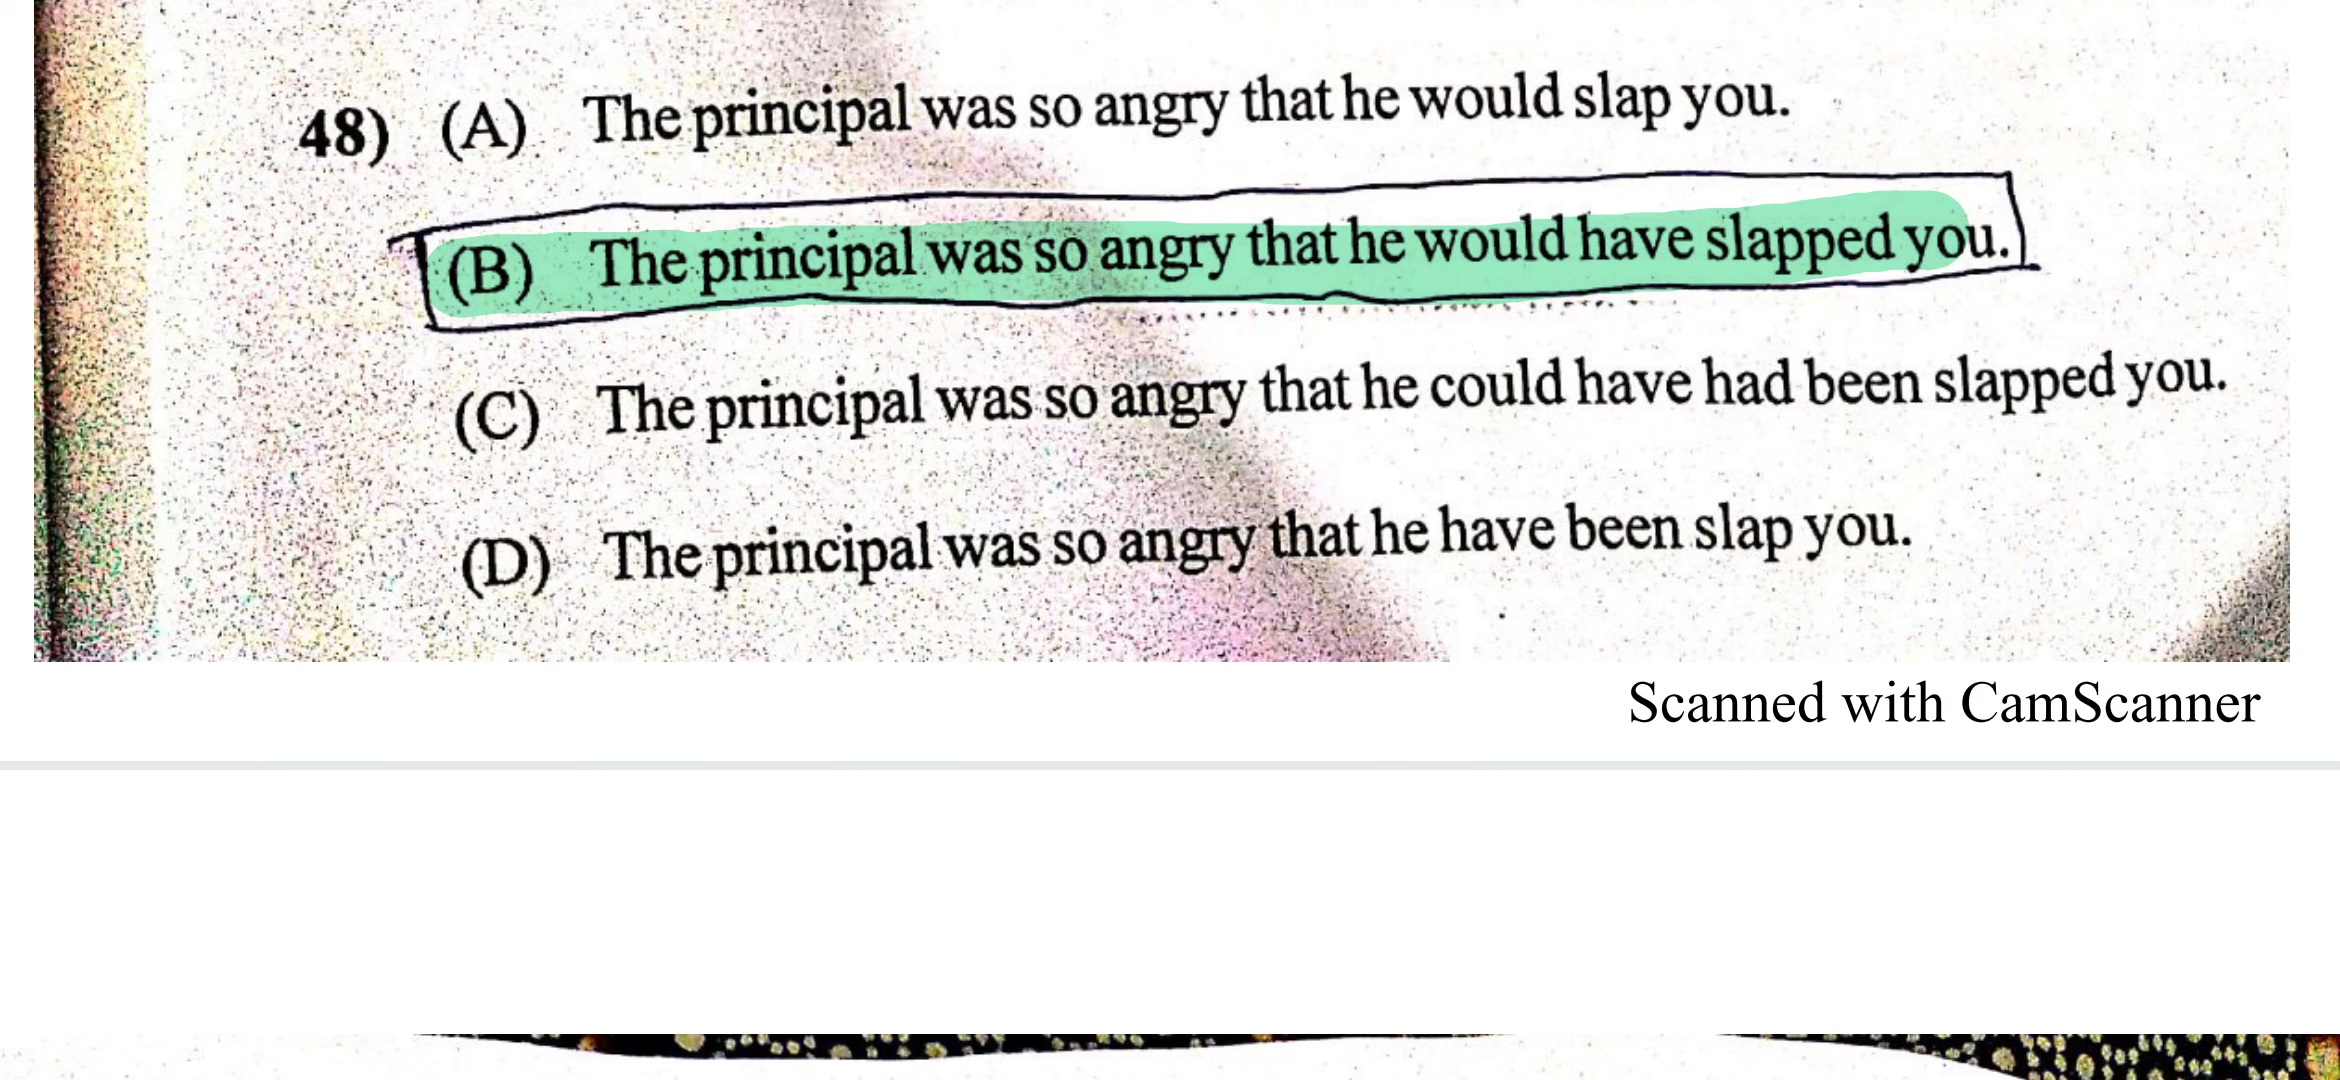 48) (A) The principal was so angry that he would slap you.
(B) The principal was so angry that he would have slapped you.
(C) The principal was so angry that he could have had been slapped you.
(D) The principal was so angry that he have been slap you.
Scanned with CamScanner